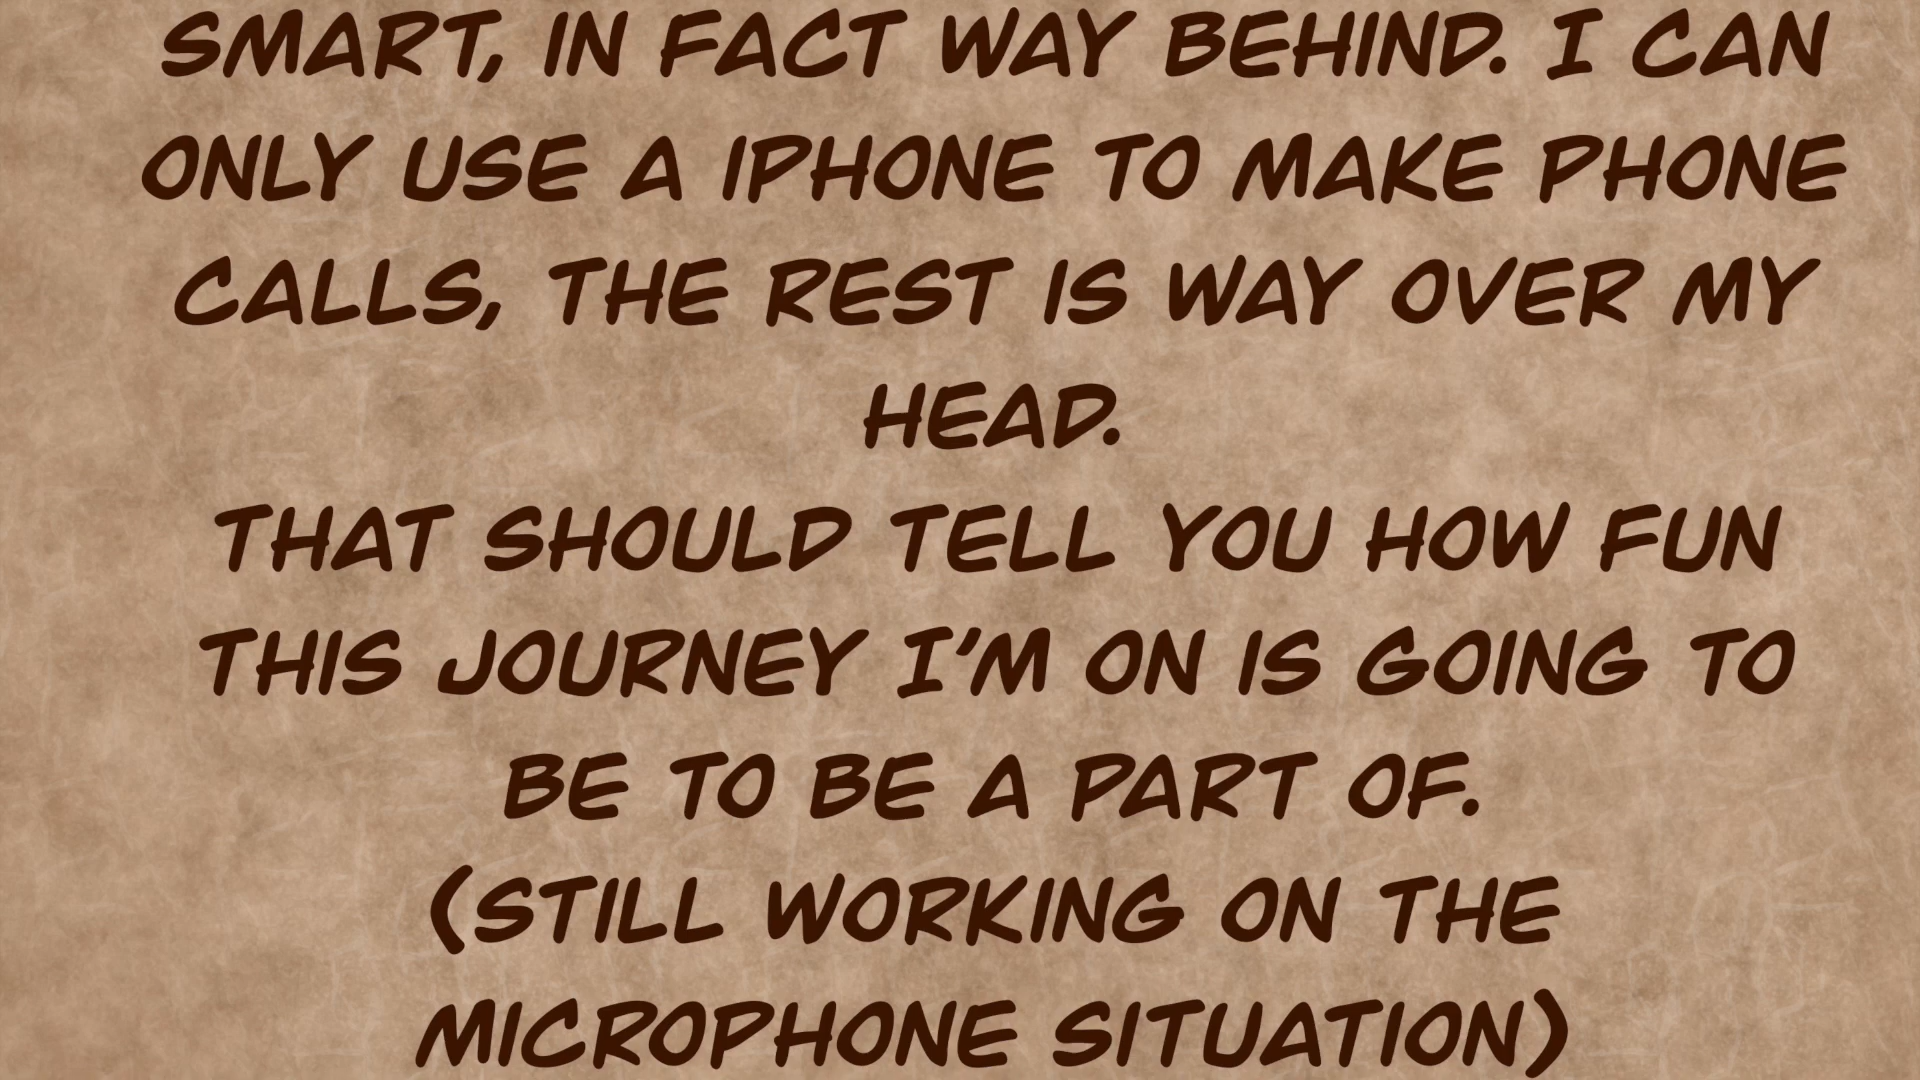 SMART, IN FACT WAY BEHIND. I CAN
ONLY USE A IPHONE TO MAKE PHONE
CALLS, THE REST IS WAY OVER MY
HEAD.
THAT SHOULD TELL YOU HOW FUN
THIS JOURNEY I'M ON IS GOING TO
BE TO BE A PART OF.
(STILL WORKING ON THE
MICROPHONE SITUATION)